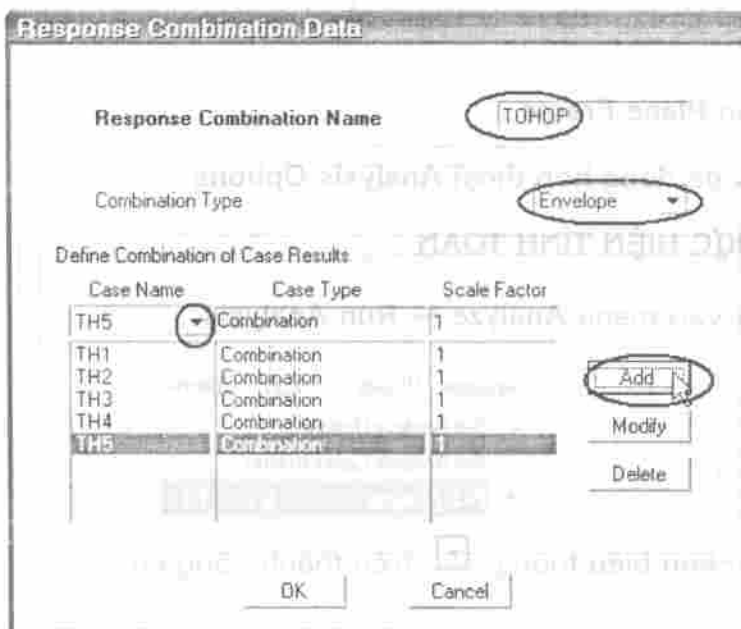 Response Combination Data
Response Combination Name TOHOP
Combination Type Envelope
Define Combination of Case Results
Case Name Case Type Scale Factor
TH5 Combination 1
TH1 Combination 1
TH2 Combination 1
TH3 Combination 1
TH4 Combination 1
TH5 Combination 1
Add
Modify
Delete
OK Cancel